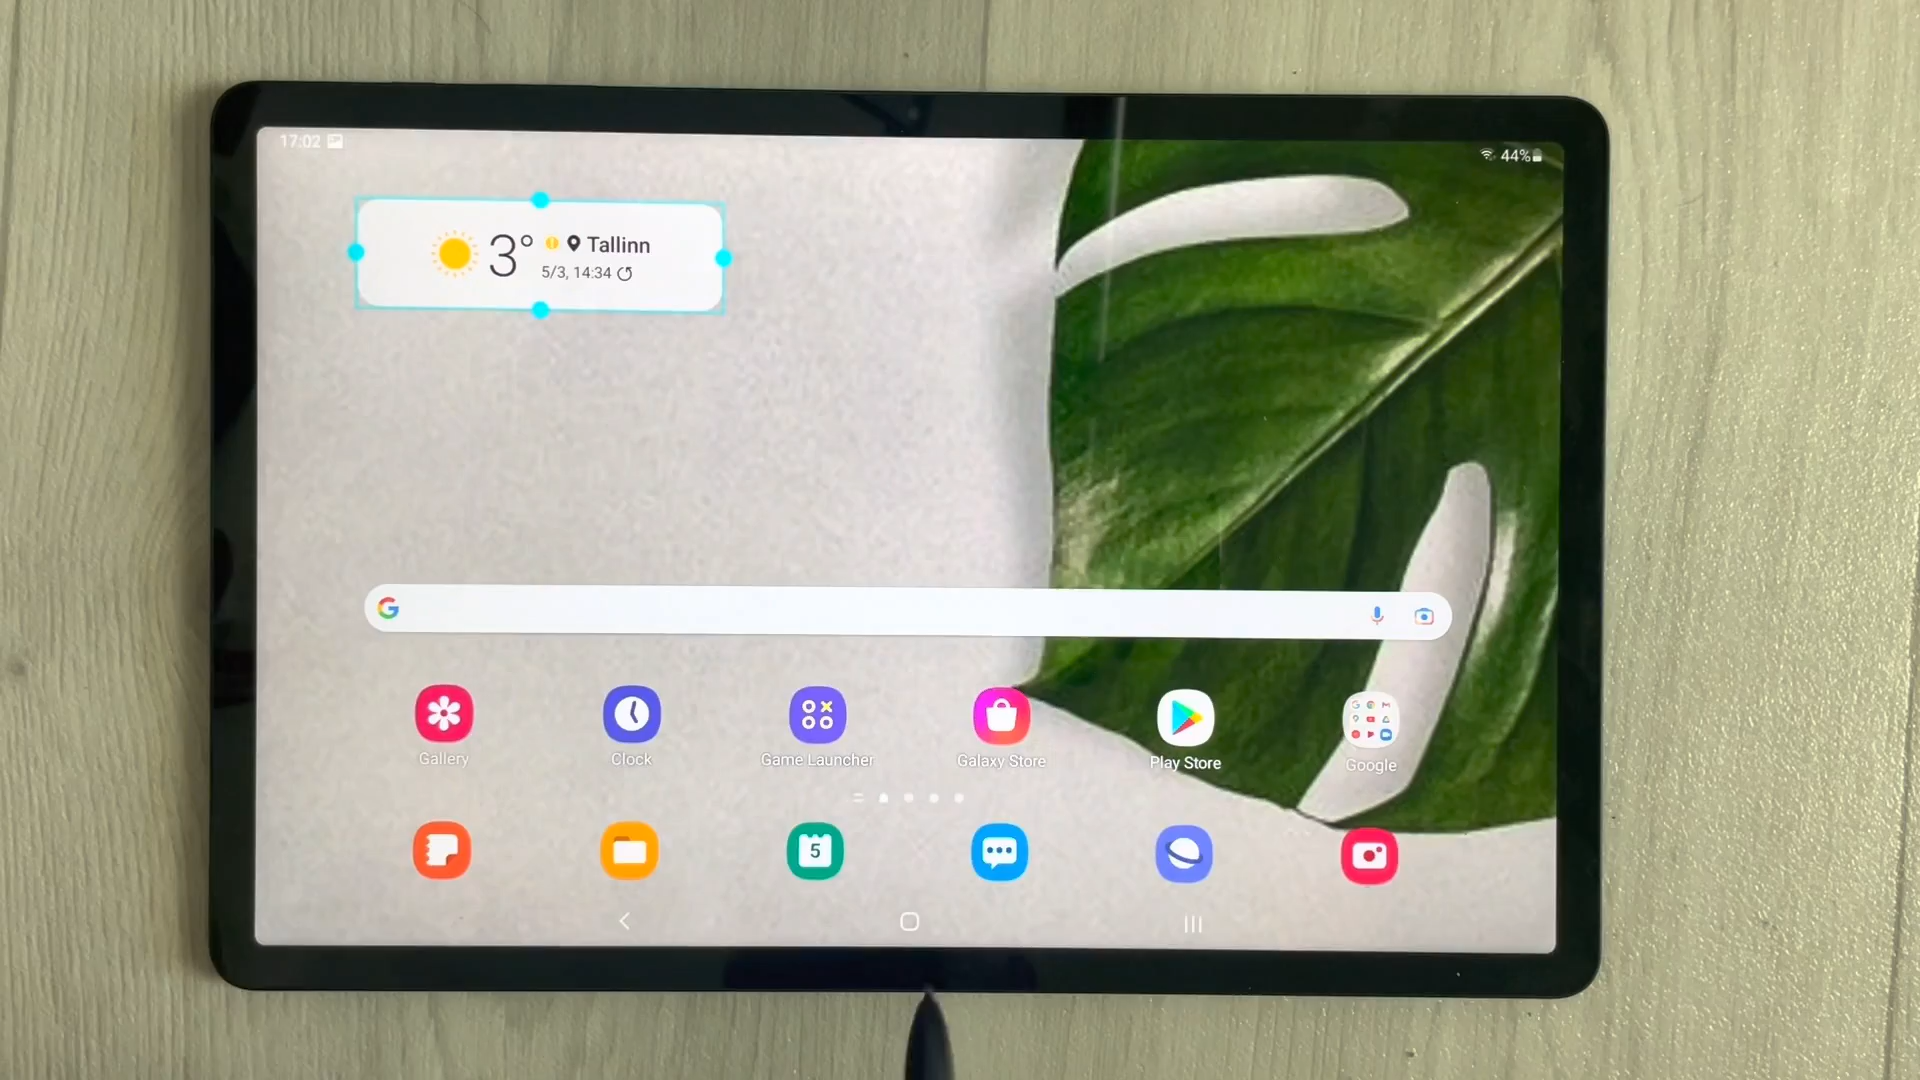 17:02
44%
3°
Tallinn
5/3, 14:34
G
Gallery
Clock
Game Launcher
Galaxy Store
Play Store
Google
5